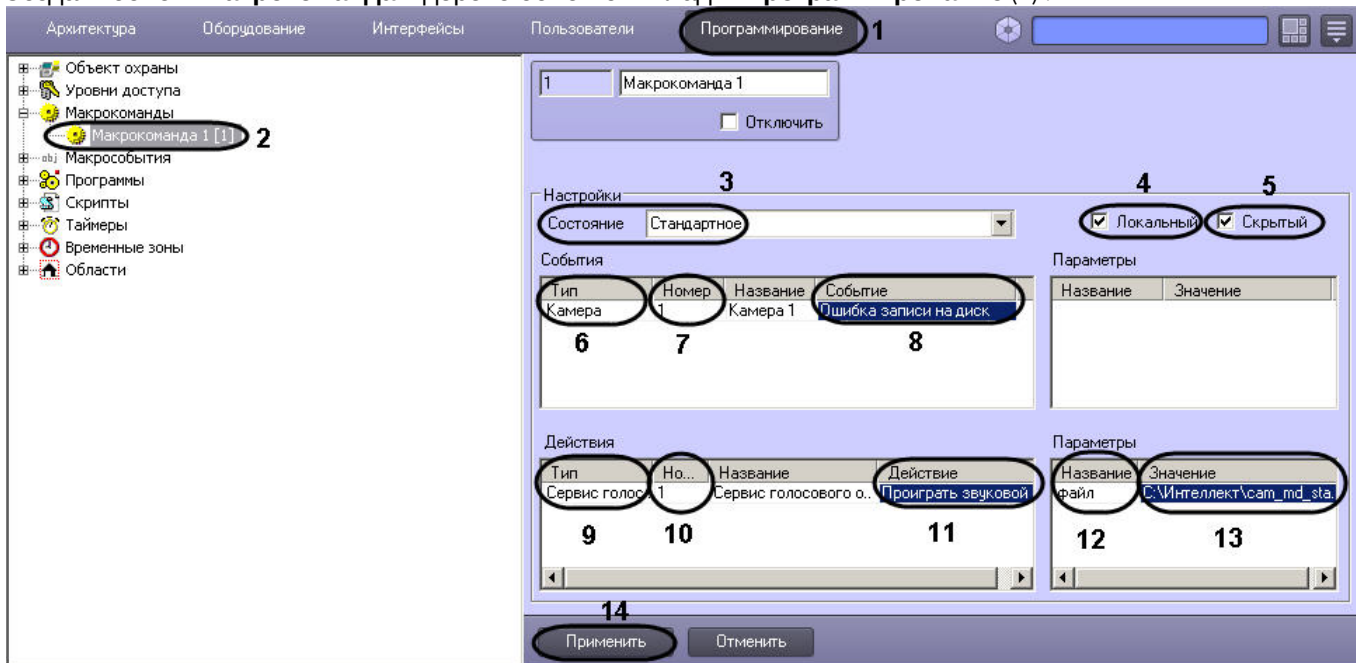 Архитектура Оборудование Интерфейсы Пользователи Программирование 1
Объект охраны
Уровни доступа
Макрокоманды
Макрокоманда 1 [1] 2
Макрособытия
Программы
Скрипты
Таймеры
Временные зоны
Области
1 Макрокоманда 1
Отключить
3 4 5
Настройки
Состояние Стандартное Локальный Скрытый
События Параметры
Тип Номер Название Событие Название Значение
Камера 1 Камера 1 Ошибка записи на диск
6 7 8
Действия Параметры
Тип Но... Название Действие Название Значение
Сервис голос. 1 Сервис голосового о.. Проиграть звуковой файл C:\Интеллект\cam_md_sta.
9 10 11 12 13
14
Применить Отменить